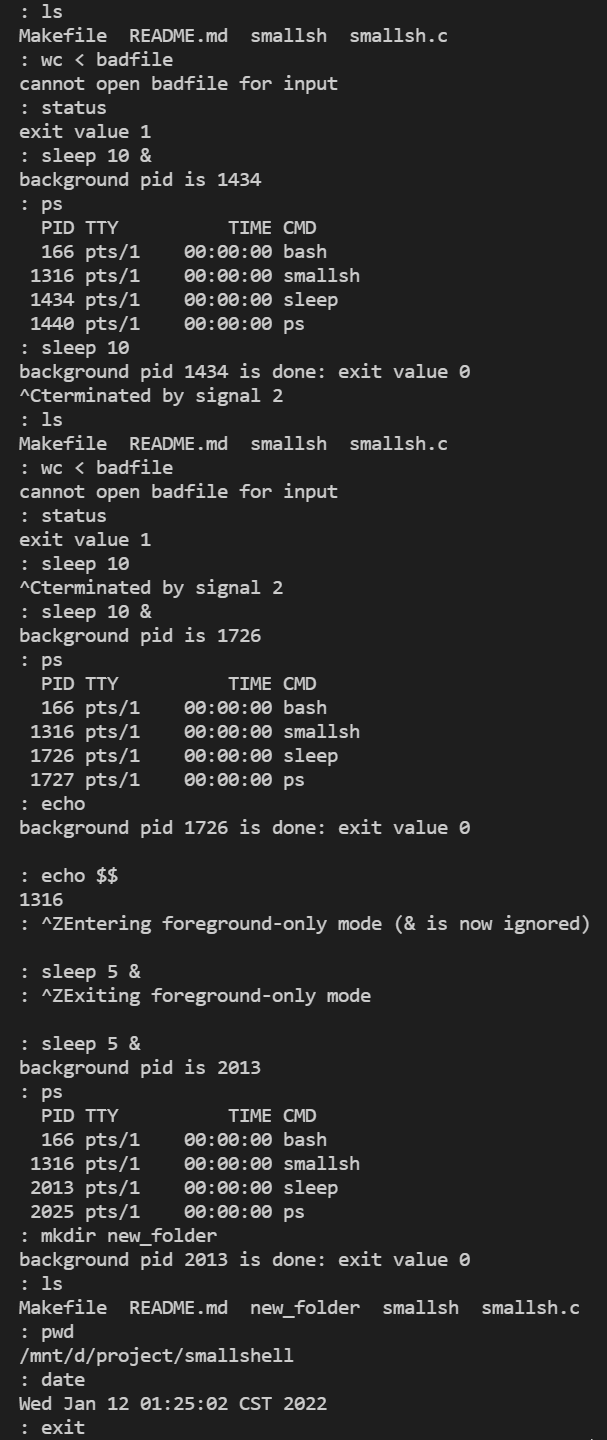 : ls
Makefile  README.md  smallsh  smallsh.c
: wc < badfile
cannot open badfile for input
: status
exit value 1
: sleep 10 &
background pid is 1434
: ps
  PID TTY          TIME CMD
  166 pts/1    00:00:00 bash
 1316 pts/1    00:00:00 smallsh
 1434 pts/1    00:00:00 sleep
 1440 pts/1    00:00:00 ps
: sleep 10
background pid 1434 is done: exit value 0
^Cterminated by signal 2
: ls
Makefile  README.md  smallsh  smallsh.c
: wc < badfile
cannot open badfile for input
: status
exit value 1
: sleep 10
^Cterminated by signal 2
: sleep 10 &
background pid is 1726
: ps
  PID TTY          TIME CMD
  166 pts/1    00:00:00 bash
 1316 pts/1    00:00:00 smallsh
 1726 pts/1    00:00:00 sleep
 1727 pts/1    00:00:00 ps
: echo
background pid 1726 is done: exit value 0

: echo $$
1316
: ^ZEntering foreground-only mode (& is now ignored)

: sleep 5 &
: ^ZExiting foreground-only mode

: sleep 5 &
background pid is 2013
: ps
  PID TTY          TIME CMD
  166 pts/1    00:00:00 bash
 1316 pts/1    00:00:00 smallsh
 2013 pts/1    00:00:00 sleep
 2025 pts/1    00:00:00 ps
: mkdir new_folder
background pid 2013 is done: exit value 0
: ls
Makefile  README.md  new_folder  smallsh  smallsh.c
: pwd
/mnt/d/project/smallshell
: date
Wed Jan 12 01:25:02 CST 2022
: exit